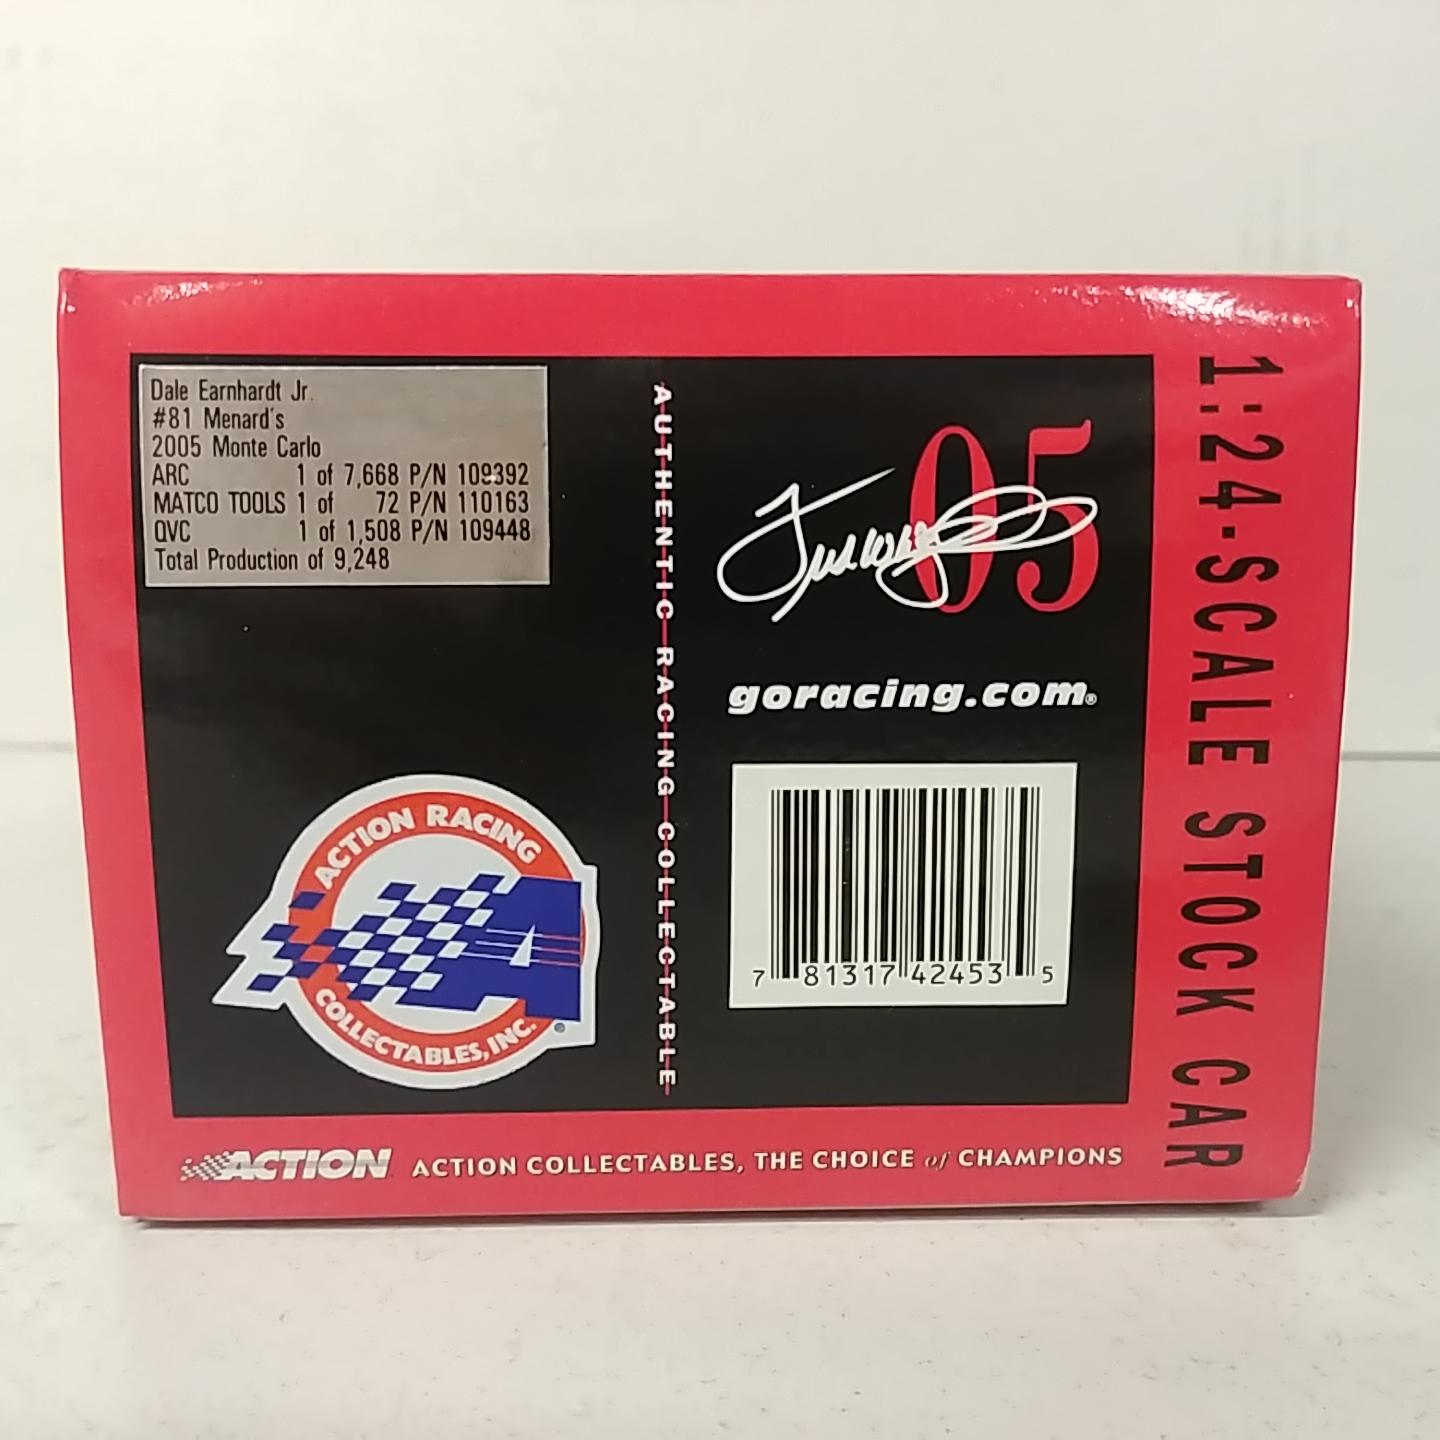 Dale Earnhardt Jr.
#81 Menard's
2005 Monte Carlo
ARC 1 of 7,668 P/N 109392
MATCO TOOLS 1 of 72 P/N 110163
QVC 1 of 1,508 P/N 109448
Total Production of 9,248
AUTHENTIC RACING COLLECTABLE
05
goracing.com®
7 81317 42453 5
1:24-SCALE STOCK CAR
ACTION RACING
COLLECTABLES, INC. ®
ACTION ACTION COLLECTABLES, THE CHOICE of CHAMPIONS